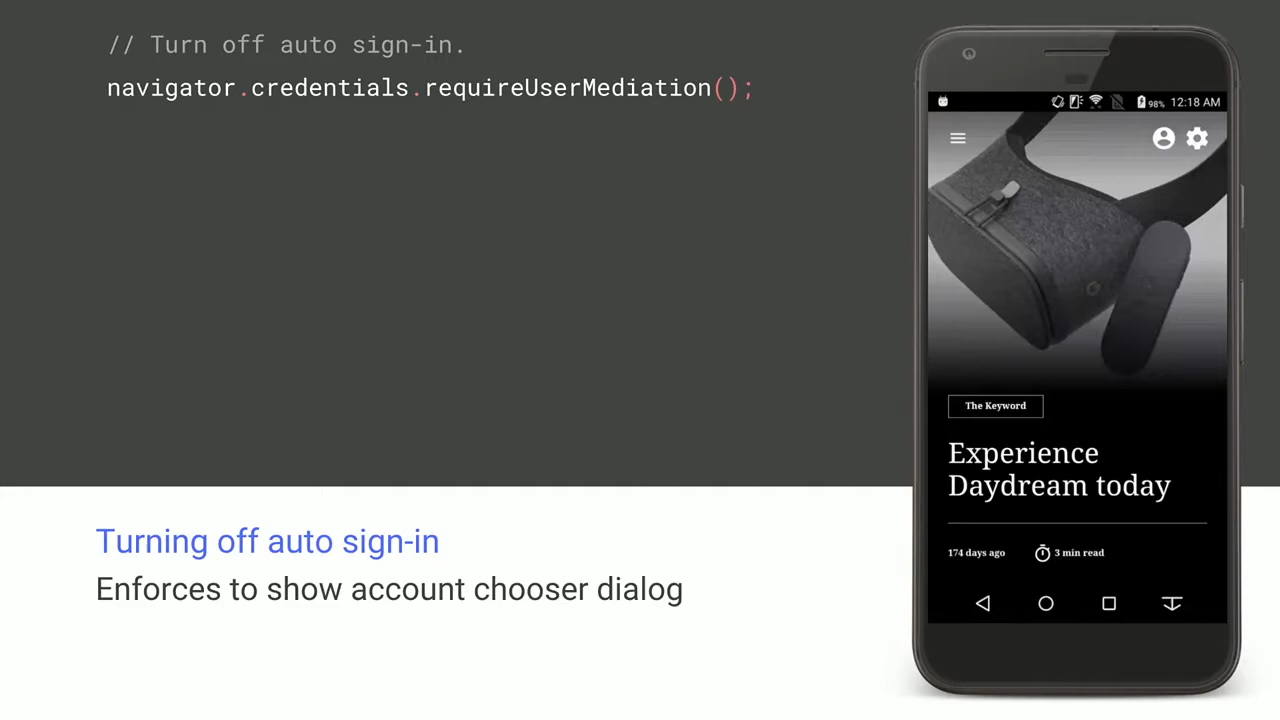 // Turn off auto sign-in.
navigator.credentials.requireUserMediation();
98% 12:18 AM
The Keyword
Experience
Daydream today
174 days ago 3 min read
Turning off auto sign-in
Enforces to show account chooser dialog